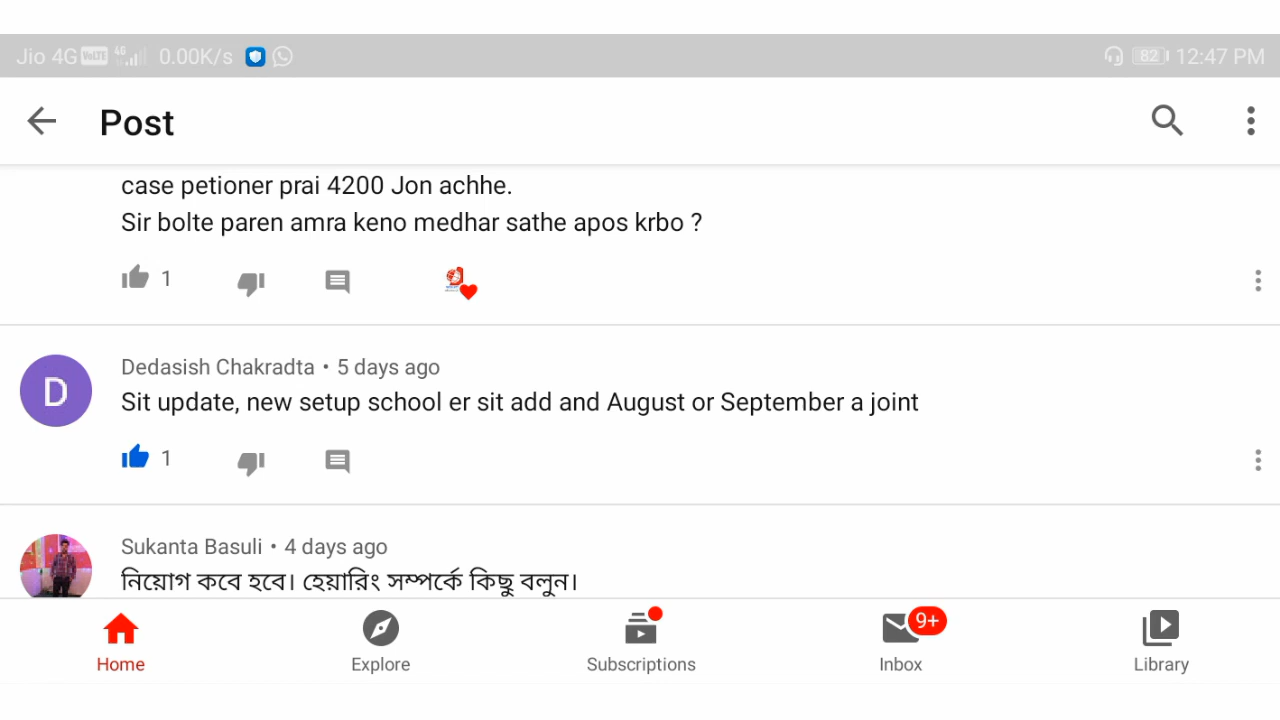 Jio 4G VoLTE 4G 0.00K/s 82 12:47 PM
Post
case petioner prai 4200 Jon achhe.
Sir bolte paren amra keno medhar sathe apos krbo ?
1
Dedasish Chakradta • 5 days ago
Sit update, new setup school er sit add and August or September a joint
1
Sukanta Basuli • 4 days ago
নিয়োগ কবে হবে। হেয়ারিং সম্পর্কে কিছু বলুন।
9+
Home Explore Subscriptions Inbox Library